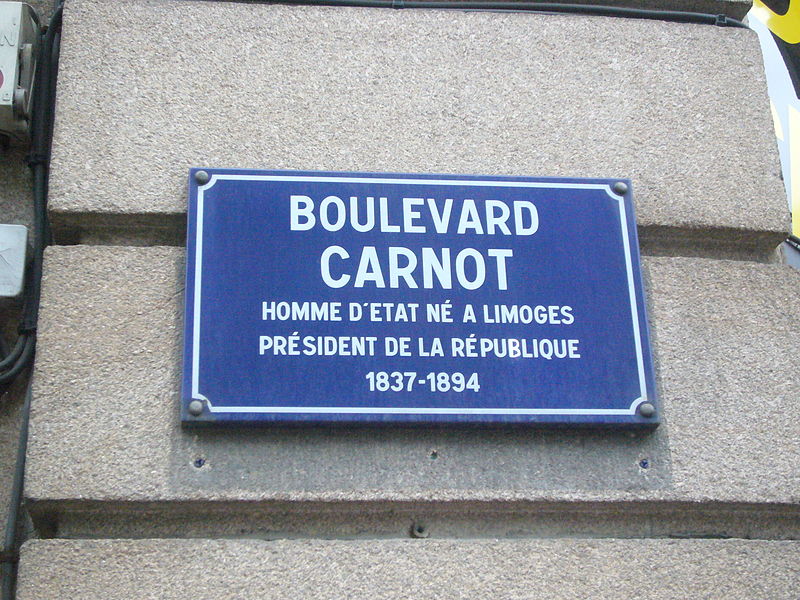 BOULEVARD
CARNOT
HOMME D'ETAT NÉ A LIMOGES
PRÉSIDENT DE LA RÉPUBLIQUE
1837-1894